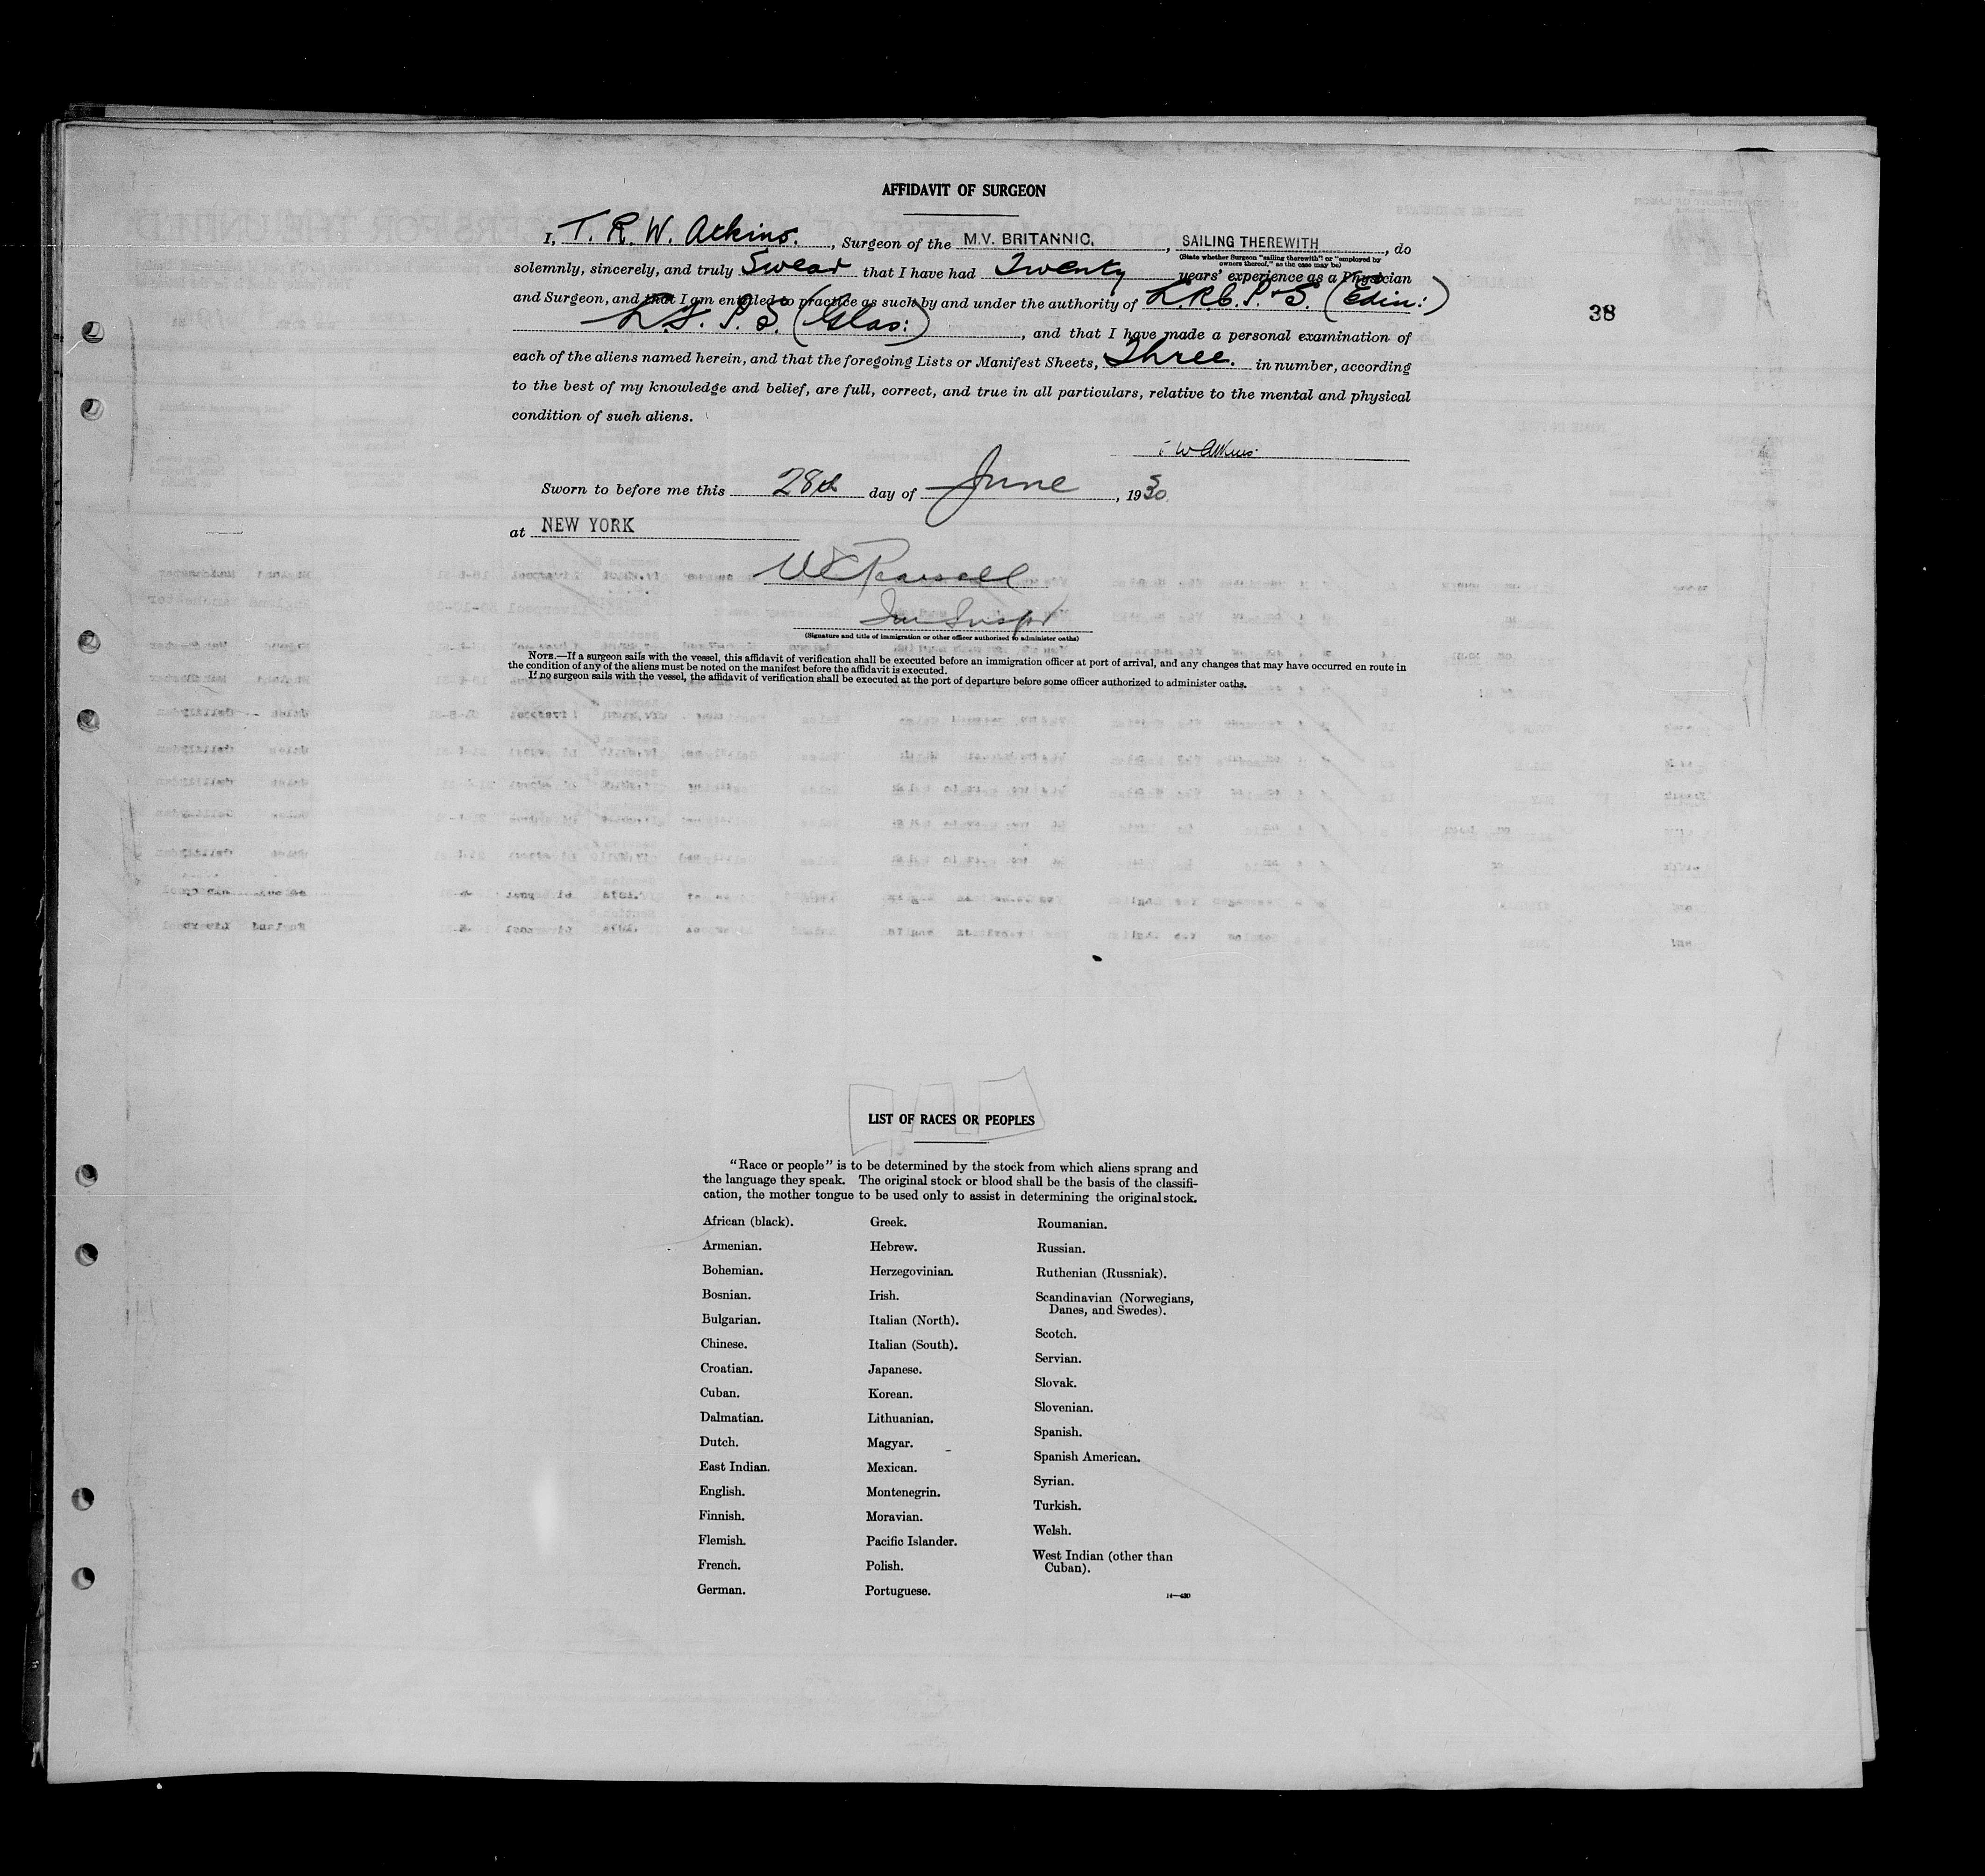 AFFIDAVIT OF SURGEON
I, T. R. W. Atkins. , Surgeon of the M.V. BRITANNIC. , SAILING THEREWITH , do
(State whether Surgeon "sailing therewith" or "employed by
owners thereof," as the case may be)
solemnly, sincerely, and truly Swear that I have had Twenty years' experience as a Physician
and Surgeon, and that I am entitled to practice as such by and under the authority of L.R.C.P.+S. (Edin:)
L.F.P.S. (Glas:) , and that I have made a personal examination of
each of the aliens named herein, and that the foregoing Lists or Manifest Sheets, Three. in number, according
to the best of my knowledge and belief, are full, correct, and true in all particulars, relative to the mental and physical
condition of such aliens.
W Atkins
Sworn to before me this 28th day of June , 1930.
at NEW YORK
Imm Inspr
(Signature and title of immigration or other officer authorized to administer oaths)
NOTE.—If a surgeon sails with the vessel, this affidavit of verification shall be executed before an immigration officer at port of arrival, and any changes that may have occurred en route in
the condition of any of the aliens must be noted on the manifest before the affidavit is executed.
If no surgeon sails with the vessel, the affidavit of verification shall be executed at the port of departure before some officer authorized to administer oaths.
38
LIST OF RACES OR PEOPLES
"Race or people" is to be determined by the stock from which aliens sprang and
the language they speak. The original stock or blood shall be the basis of the classifi-
cation, the mother tongue to be used only to assist in determining the original stock.
African (black).
Armenian.
Bohemian.
Bosnian.
Bulgarian.
Chinese.
Croatian.
Cuban.
Dalmatian.
Dutch.
East Indian.
English.
Finnish.
Flemish.
French.
German.
Greek.
Hebrew.
Herzegovinian.
Irish.
Italian (North).
Italian (South).
Japanese.
Korean.
Lithuanian.
Magyar.
Mexican.
Montenegrin.
Moravian.
Pacific Islander.
Polish.
Portuguese.
Roumanian.
Russian.
Ruthenian (Russniak).
Scandinavian (Norwegians,
Danes, and Swedes).
Scotch.
Servian.
Slovak.
Slovenian.
Spanish.
Spanish American.
Syrian.
Turkish.
Welsh.
West Indian (other than
Cuban).